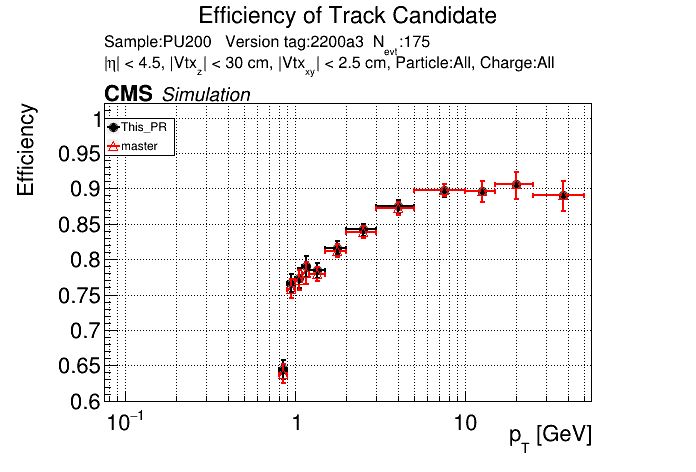 Efficiency of Track Candidate
Sample:PU200 Version tag:2200a3 N_evt:175
|η| < 4.5, |Vtx_z| < 30 cm, |Vtx_xy| < 2.5 cm, Particle:All, Charge:All
CMS Simulation
Efficiency
1
0.95
0.9
0.85
0.8
0.75
0.7
0.65
0.6
This_PR
master
10⁻¹ 1 10
p_T [GeV]